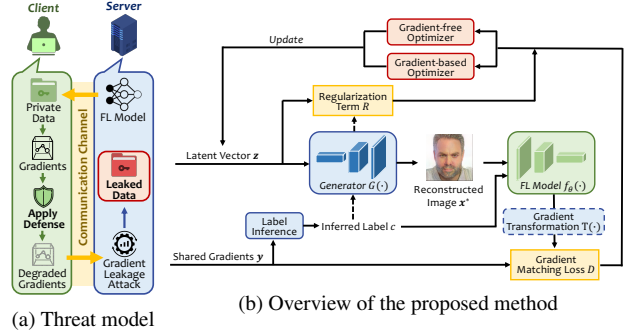 Client
Server
Private
Data
Gradients
Apply
Defense
Degraded
Gradients
Communication Channel
FL Model
Leaked
Data
Gradient
Leakage
Attack
(a) Threat model
Update
Gradient-free
Optimizer
Gradient-based
Optimizer
Regularization
Term R
Latent Vector z
Generator G(·)
Reconstructed
Image x*
FL Model fθ(·)
Label
Inference
Inferred Label c
Gradient
Transformation T(·)
Shared Gradients y
Gradient
Matching Loss D
(b) Overview of the proposed method